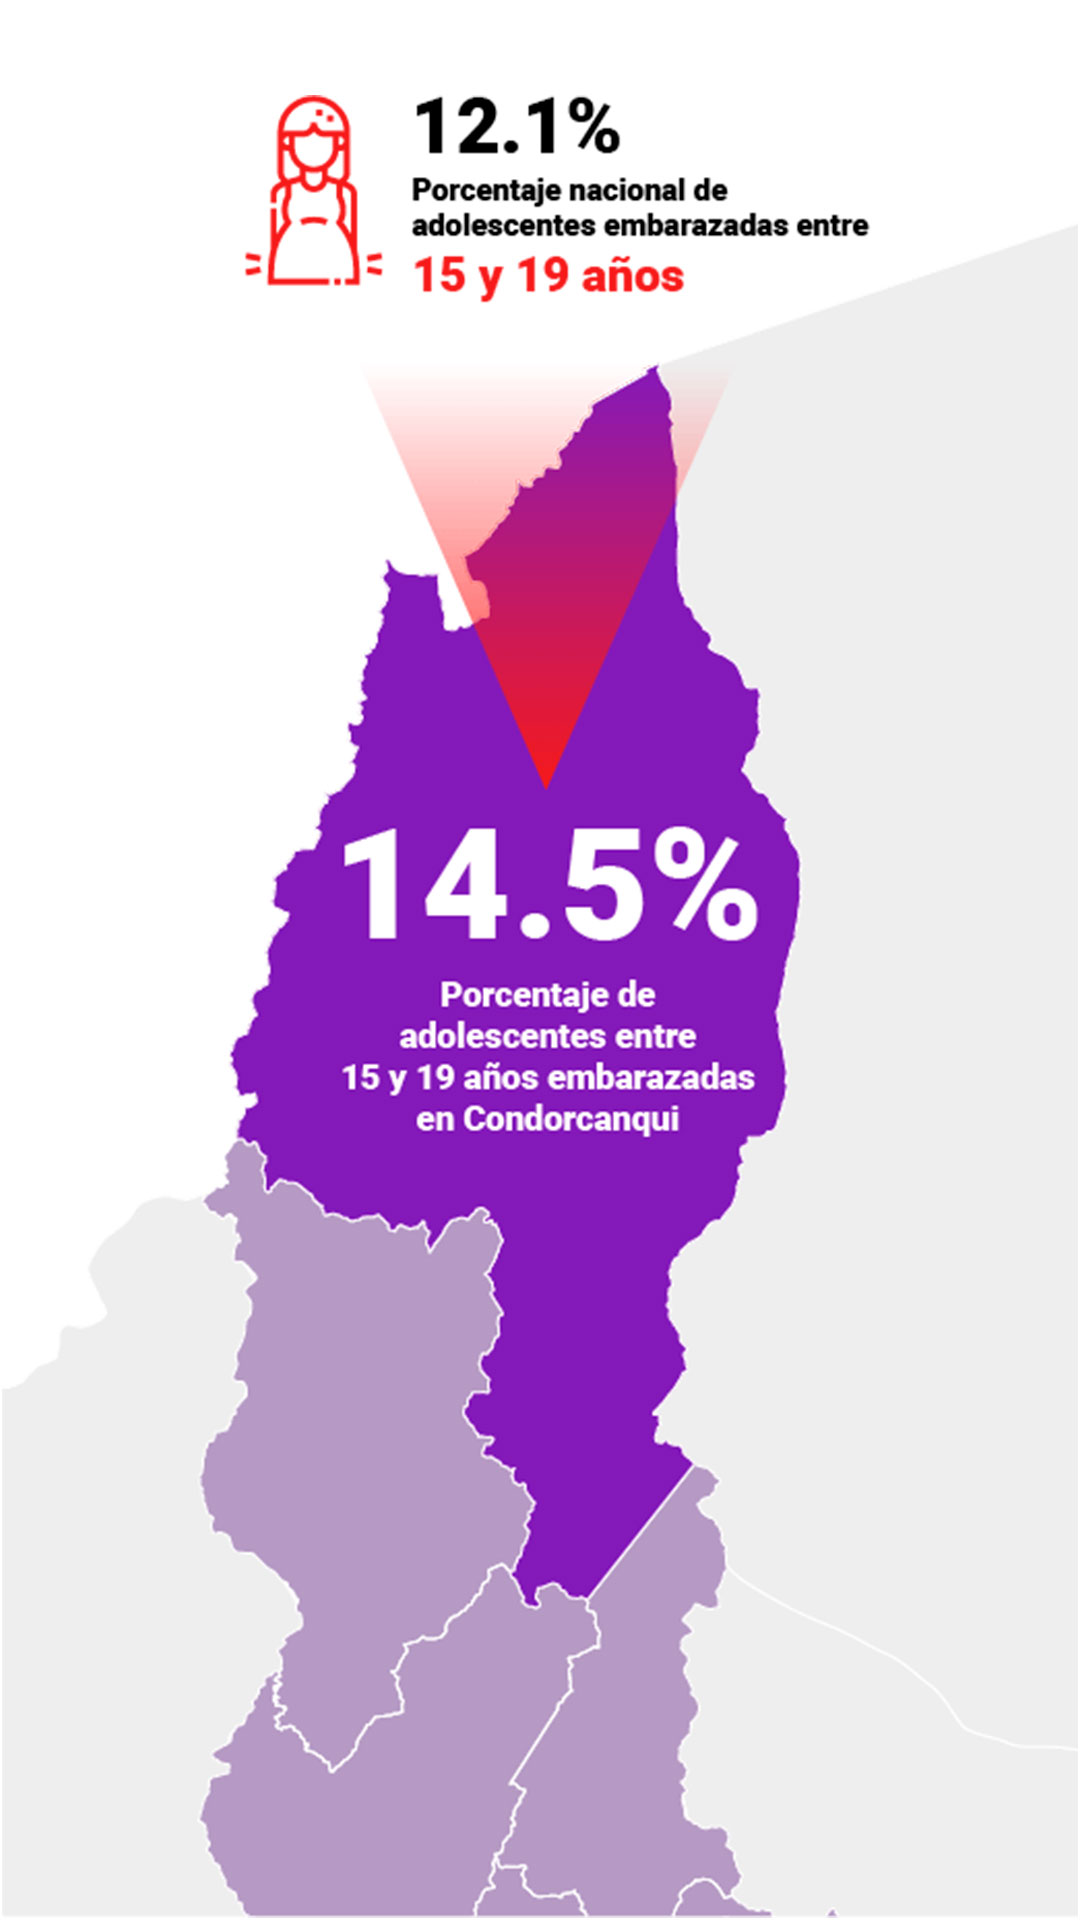 12.1%
Porcentaje nacional de
adolescentes embarazadas entre
15 y 19 años
14.5%
Porcentaje de
adolescentes entre
15 y 19 años embarazadas
en Condorcanqui